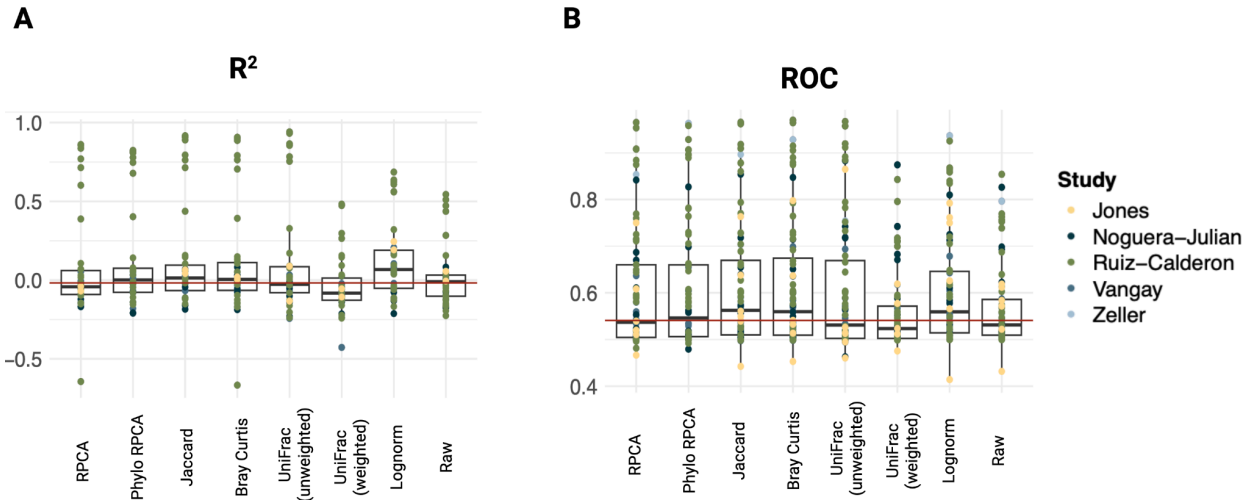 A
B
R²
ROC
1.0
0.5
0.0
−0.5
RPCA
Phylo RPCA
Jaccard
Bray Curtis
UniFrac
(unweighted)
UniFrac
(weighted)
Lognorm
Raw
0.8
0.6
0.4
RPCA
Phylo RPCA
Jaccard
Bray Curtis
UniFrac
(unweighted)
UniFrac
(weighted)
Lognorm
Raw
Study
Jones
Noguera−Julian
Ruiz−Calderon
Vangay
Zeller